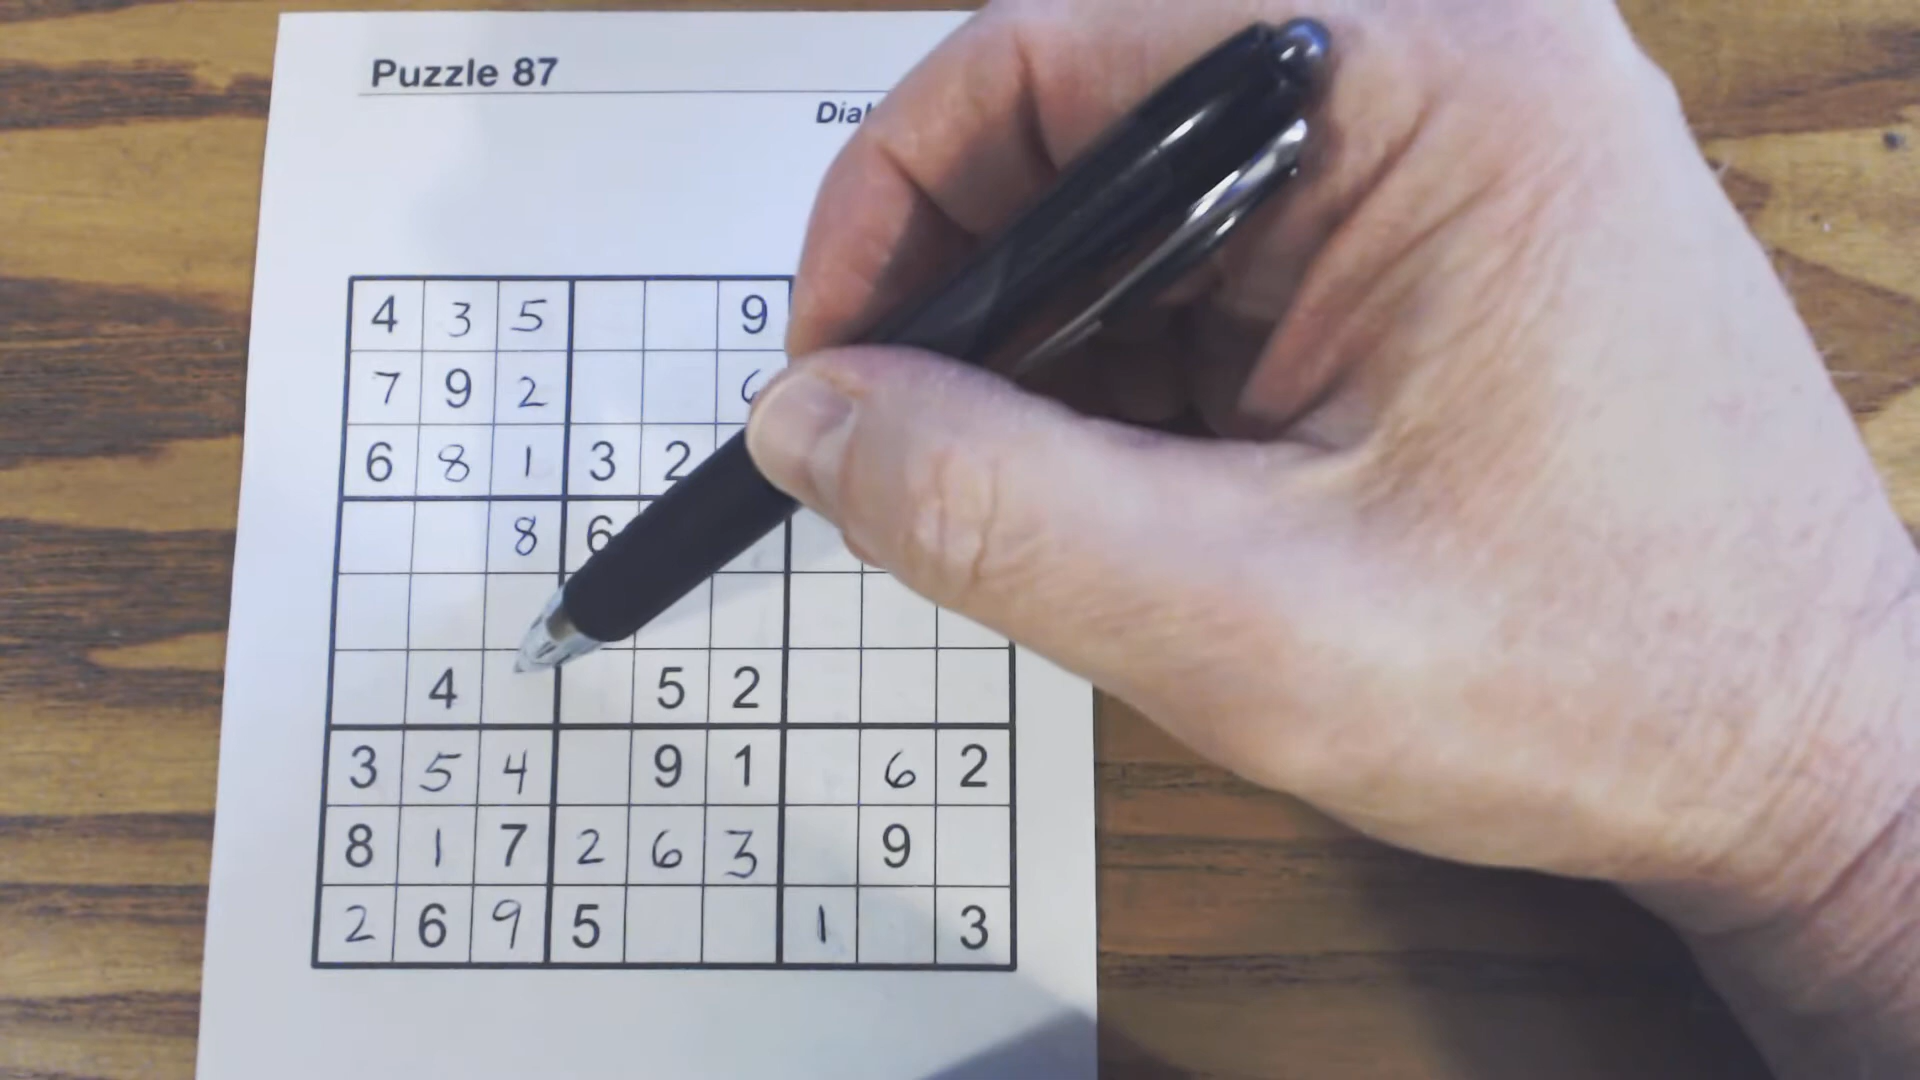 Puzzle 87
4 3 5 9
7 9 2
6 8 1 3 2
8 6
4 5 2
3 5 4 9 1 6 2
8 1 7 2 6 3 9
2 6 9 5 1 3